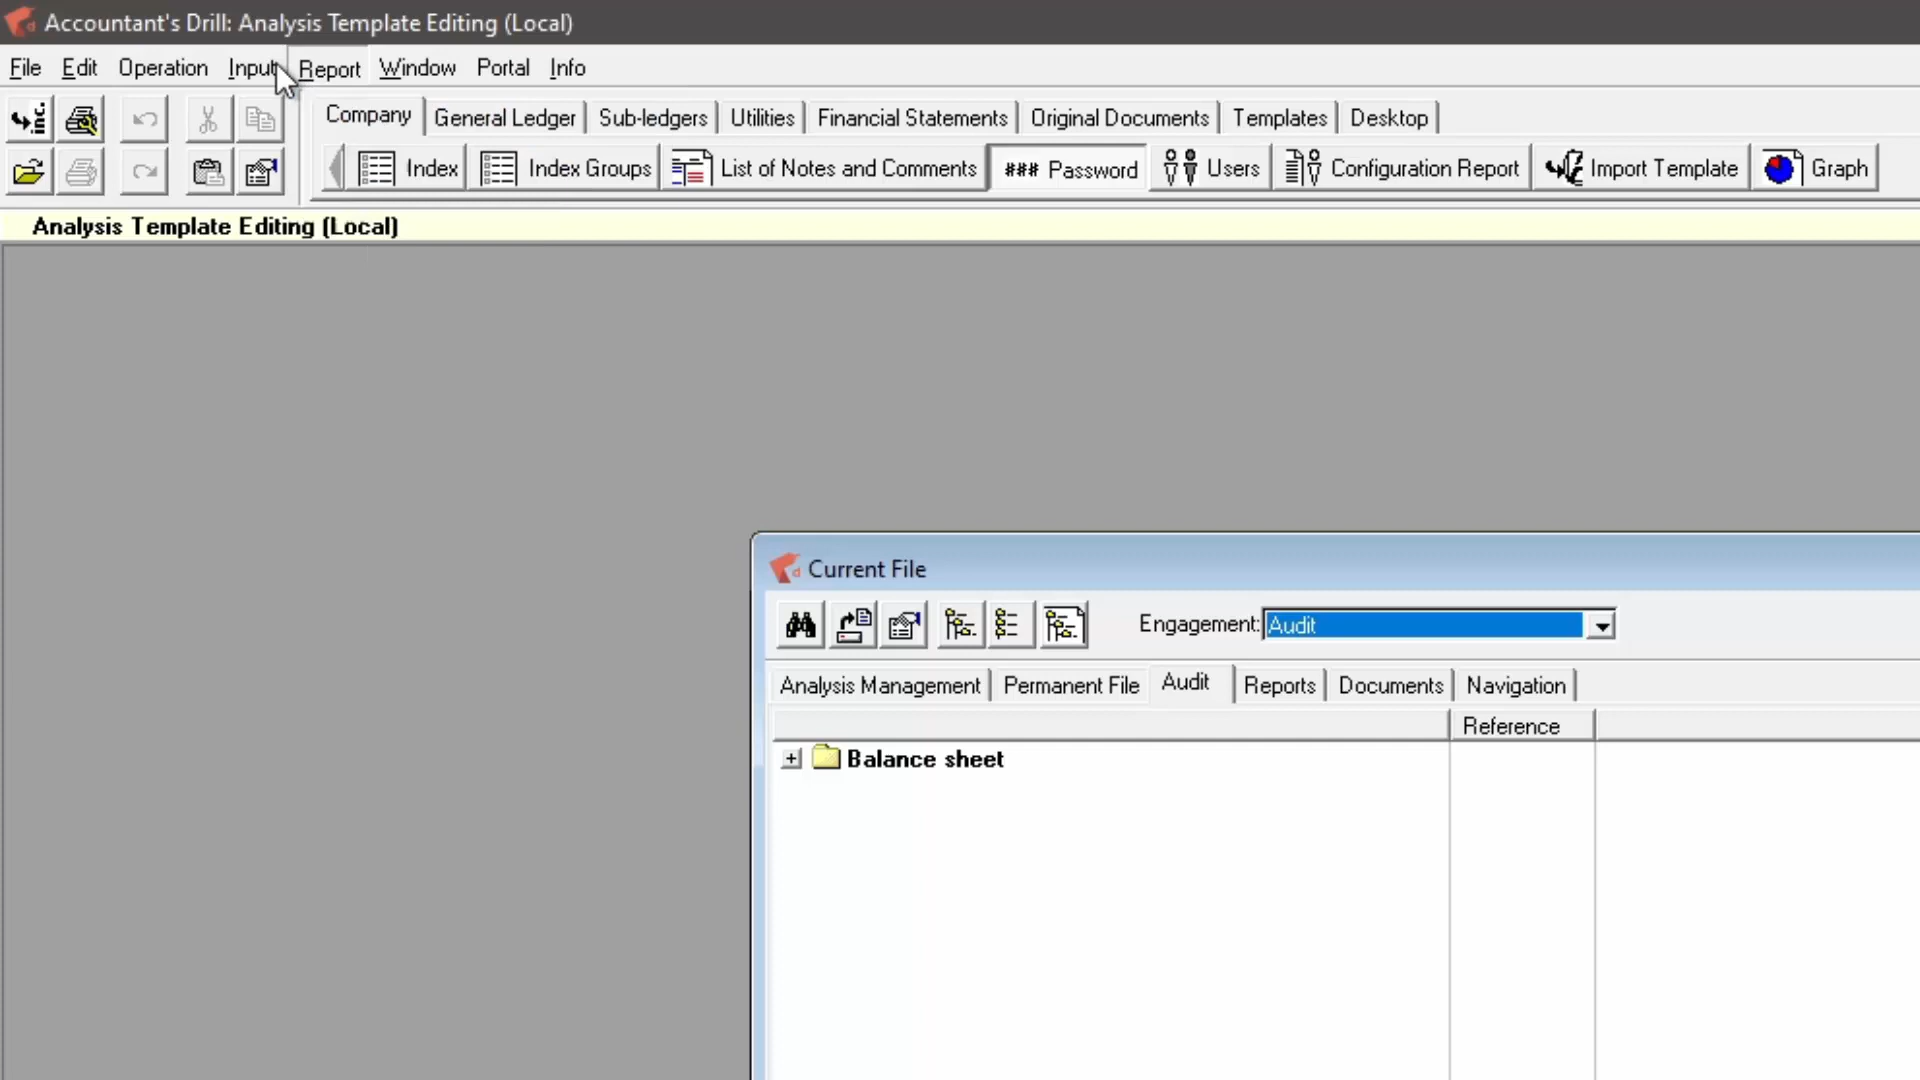 Accountant's Drill: Analysis Template Editing (Local)
File Edit Operation Input Report Window Portal Info
Company General Ledger Sub-ledgers Utilities Financial Statements Original Documents Templates Desktop
Index Index Groups List of Notes and Comments ### Password Users Configuration Report Import Template Graph
Analysis Template Editing (Local)
Current File
Engagement: Audit
Analysis Management Permanent File Audit Reports Documents Navigation
Reference
Balance sheet